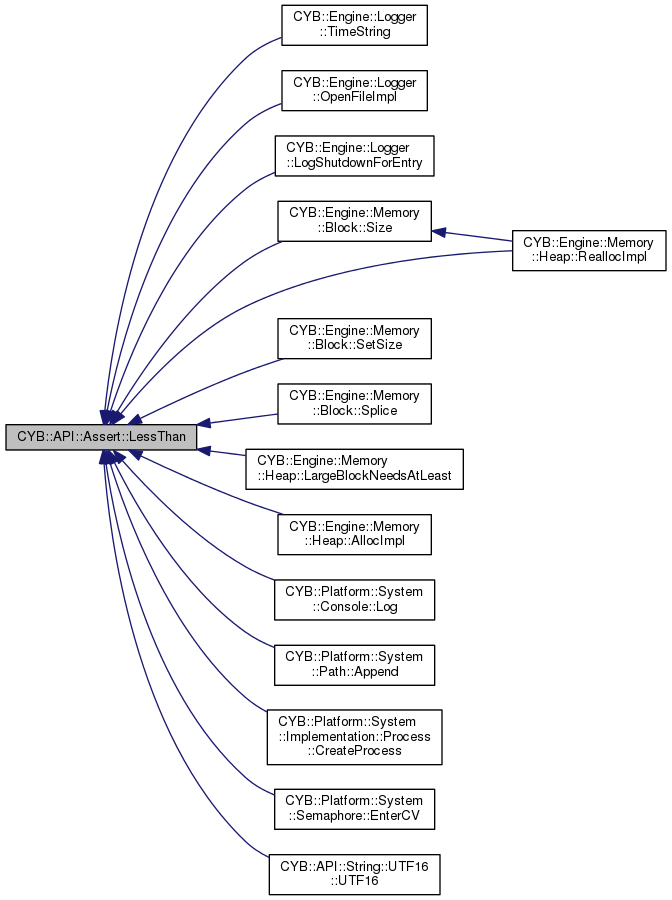 CYB::Engine::Logger
::TimeString
CYB::Engine::Logger
::OpenFileImpl
CYB::Engine::Logger
::LogShutdownForEntry
CYB::Engine::Memory
::Block::Size
CYB::Engine::Memory
::Heap::ReallocImpl
CYB::Engine::Memory
::Block::SetSize
CYB::Engine::Memory
::Block::Splice
CYB::API::Assert::LessThan
CYB::Engine::Memory
::Heap::LargeBlockNeedsAtLeast
CYB::Engine::Memory
::Heap::AllocImpl
CYB::Platform::System
::Console::Log
CYB::Platform::System
::Path::Append
CYB::Platform::System
::Implementation::Process
::CreateProcess
CYB::Platform::System
::Semaphore::EnterCV
CYB::API::String::UTF16
::UTF16